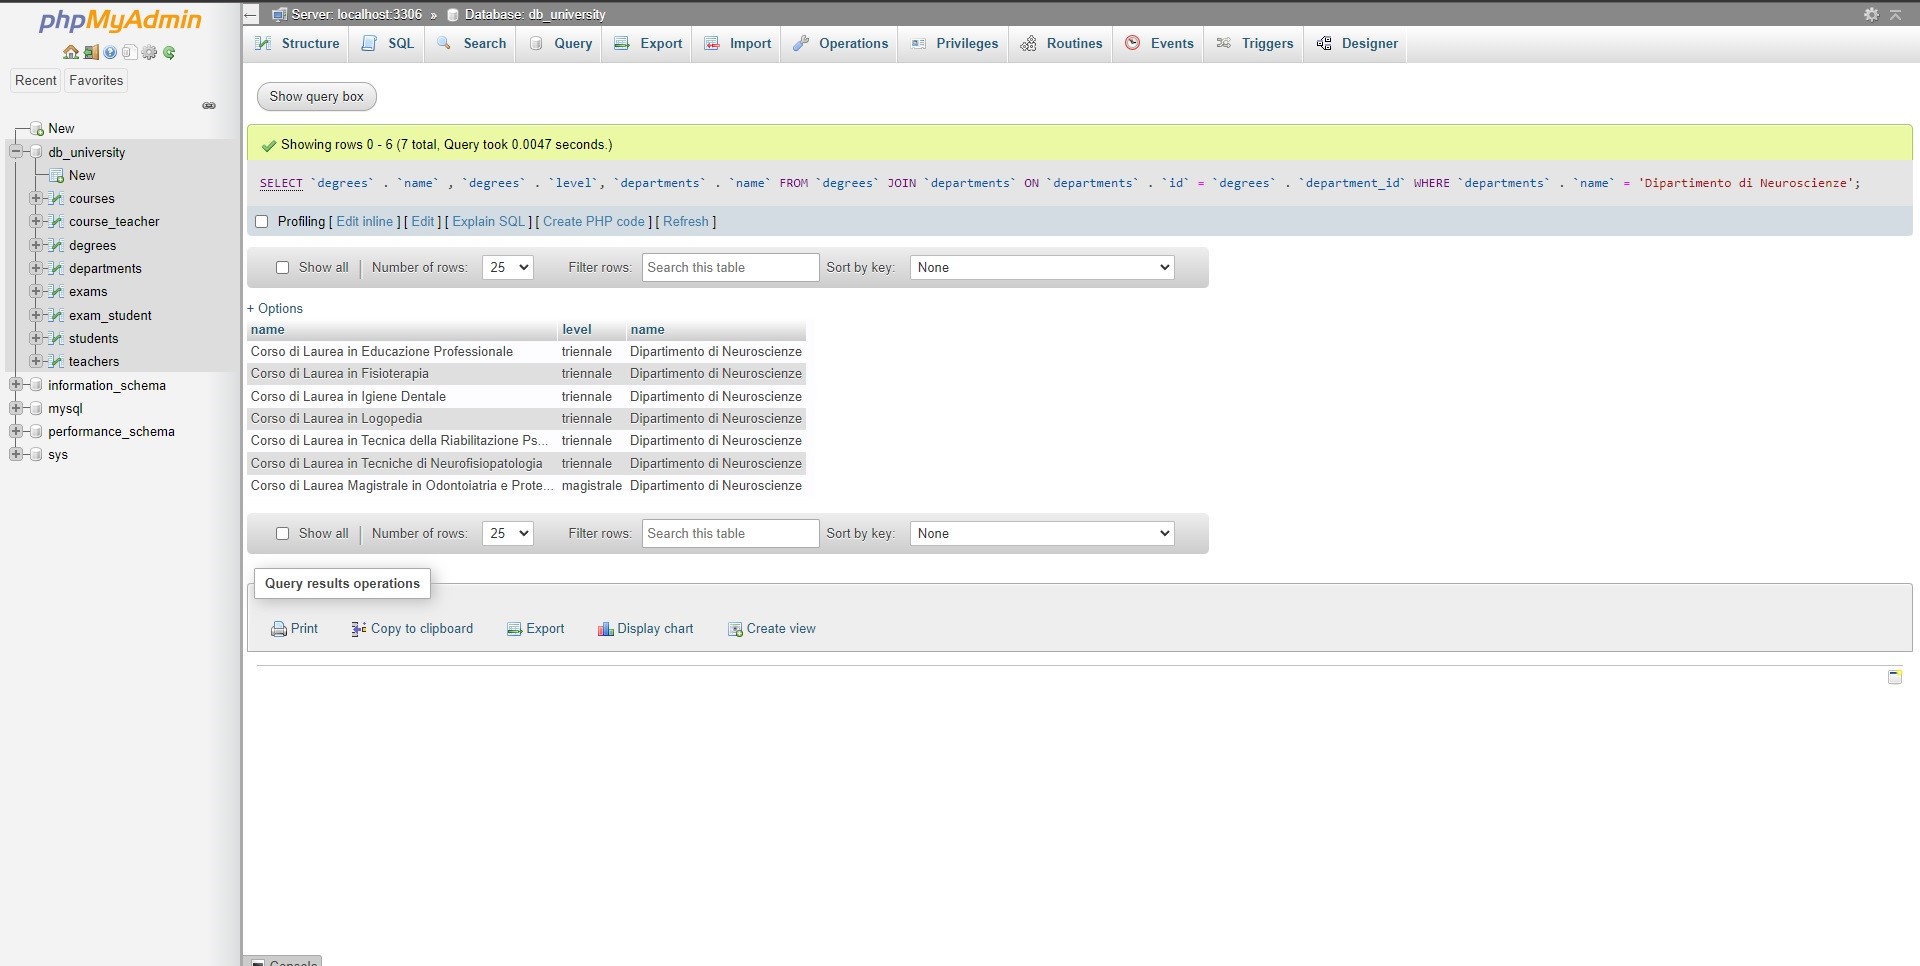 phpMyAdmin
Recent Favorites
New
db_university
New
courses
course_teacher
degrees
departments
exams
exam_student
students
teachers
information_schema
mysql
performance_schema
sys
← Server: localhost:3306 » Database: db_university
Structure SQL Search Query Export Import Operations Privileges Routines Events Triggers Designer
Show query box
Showing rows 0 - 6 (7 total, Query took 0.0047 seconds.)
SELECT `degrees` . `name` , `degrees` . `level`, `departments` . `name` FROM `degrees` JOIN `departments` ON `departments` . `id` = `degrees` . `department_id` WHERE `departments` . `name` = 'Dipartimento di Neuroscienze';
Profiling [ Edit inline ] [ Edit ] [ Explain SQL ] [ Create PHP code ] [ Refresh ]
Show all | Number of rows: 25 Filter rows: Search this table Sort by key: None
+ Options
name level name
Corso di Laurea in Educazione Professionale triennale Dipartimento di Neuroscienze
Corso di Laurea in Fisioterapia triennale Dipartimento di Neuroscienze
Corso di Laurea in Igiene Dentale triennale Dipartimento di Neuroscienze
Corso di Laurea in Logopedia triennale Dipartimento di Neuroscienze
Corso di Laurea in Tecnica della Riabilitazione Ps... triennale Dipartimento di Neuroscienze
Corso di Laurea in Tecniche di Neurofisiopatologia triennale Dipartimento di Neuroscienze
Corso di Laurea Magistrale in Odontoiatria e Prote... magistrale Dipartimento di Neuroscienze
Show all | Number of rows: 25 Filter rows: Search this table Sort by key: None
Query results operations
Print Copy to clipboard Export Display chart Create view
Console